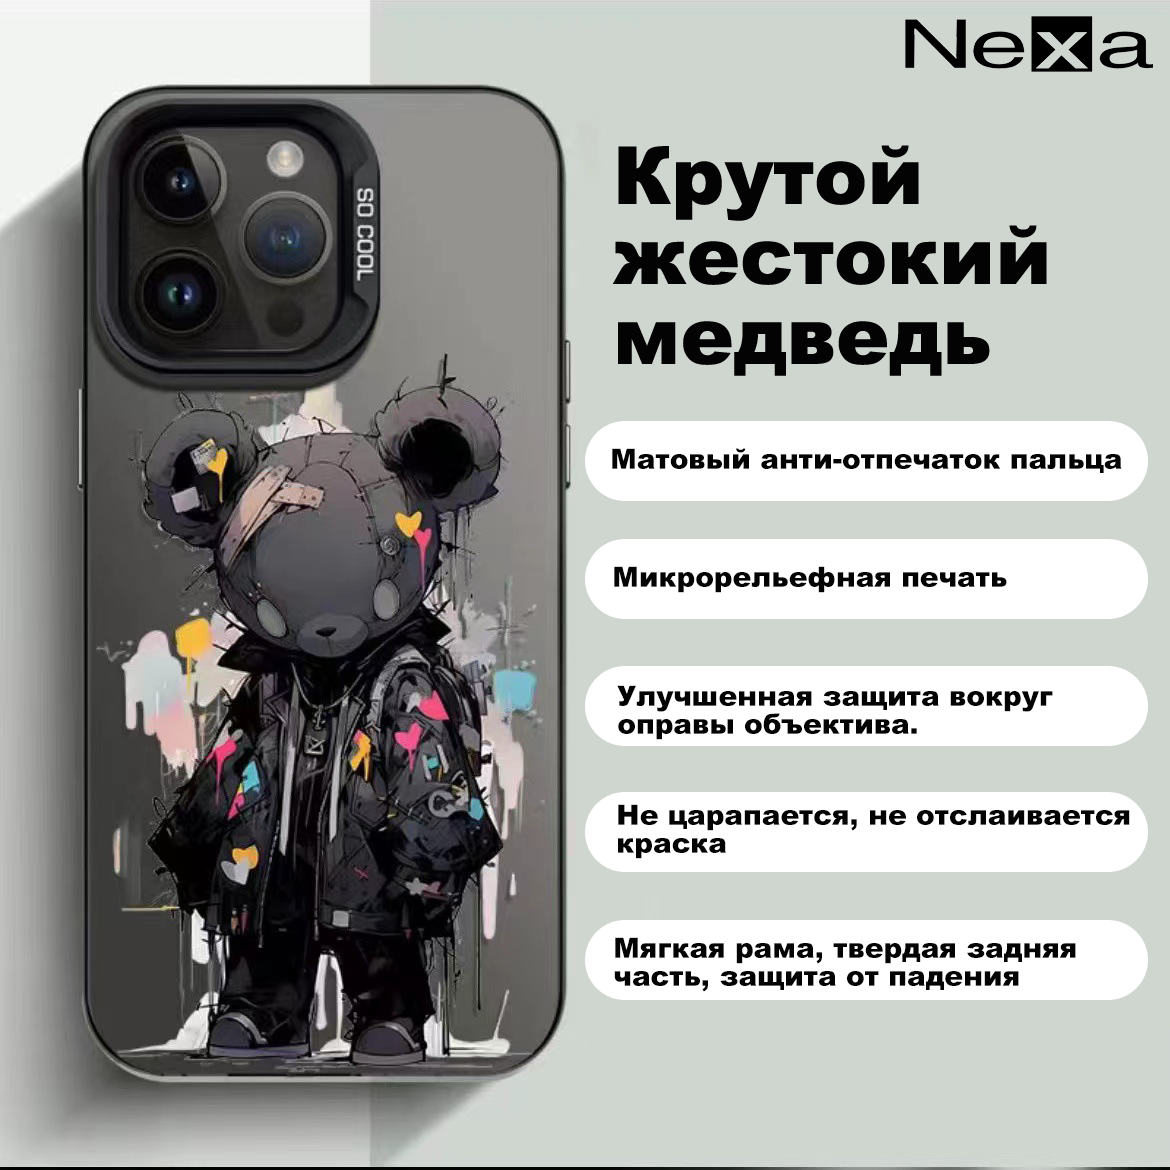 NeXa
SO COOL
Крутой
жестокий
медведь
Матовый анти-отпечаток пальца
Микрорельефная печать
Улучшенная защита вокруг
оправы объектива.
Не царапается, не отслаивается
краска
Мягкая рама, твердая задняя
часть, защита от падения